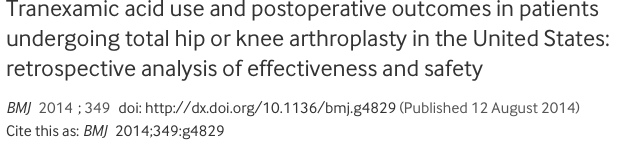 Tranexamic acid use and postoperative outcomes in patients
undergoing total hip or knee arthroplasty in the United States:
retrospective analysis of effectiveness and safety
BMJ 2014 ; 349 doi: http://dx.doi.org/10.1136/bmj.g4829 (Published 12 August 2014)
Cite this as: BMJ 2014;349:g4829